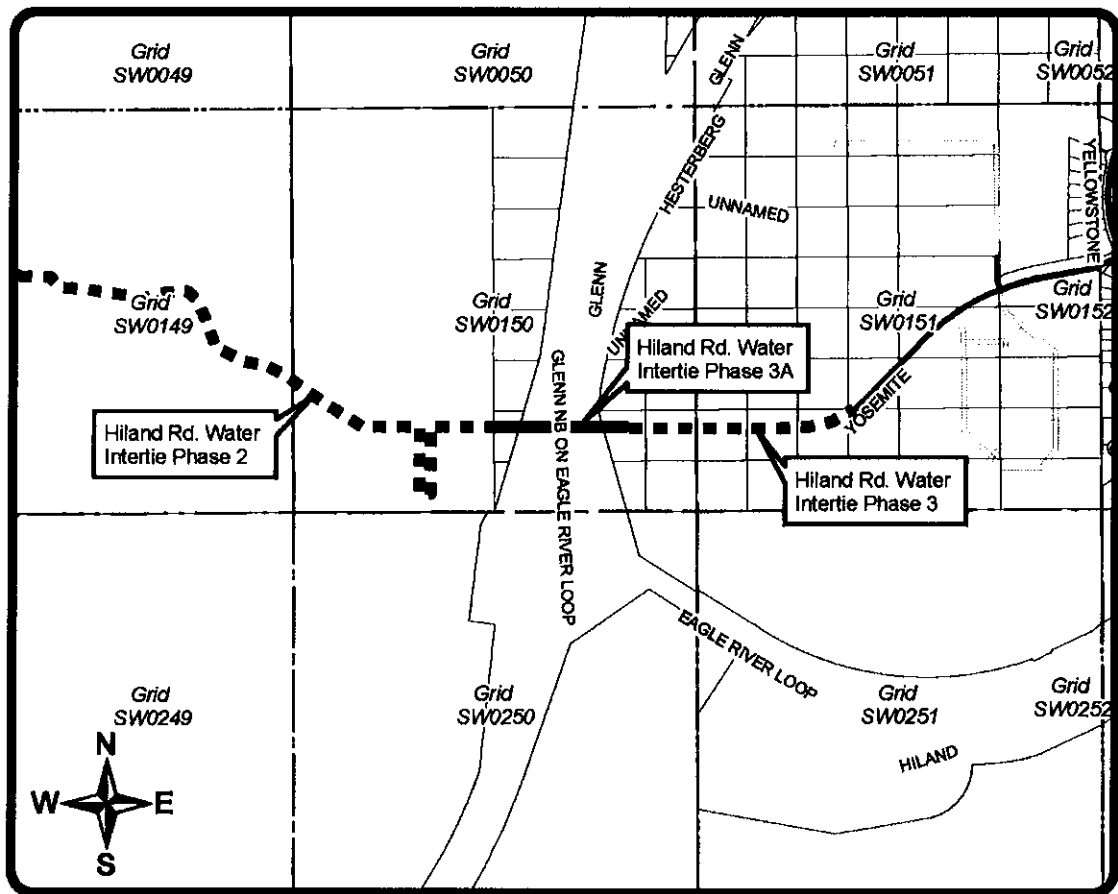 Grid
SW0049
Grid
SW0050
GLENN
Grid
SW0051
Grid
SW0052
HESTERBERG
UNNAMED
YELLOWSTONE
Grid
SW0149
Grid
SW0150
GLENN
UNNAMED
Grid
SW0151
Grid
SW0152
Hiland Rd. Water
Intertie Phase 3A
GLENN NB ON EAGLE RIVER LOOP
YOSEMITE
Hiland Rd. Water
Intertie Phase 2
Hiland Rd. Water
Intertie Phase 3
EAGLE RIVER LOOP
Grid
SW0249
Grid
SW0250
Grid
SW0251
Grid
SW0252
HILAND
N
W
E
S